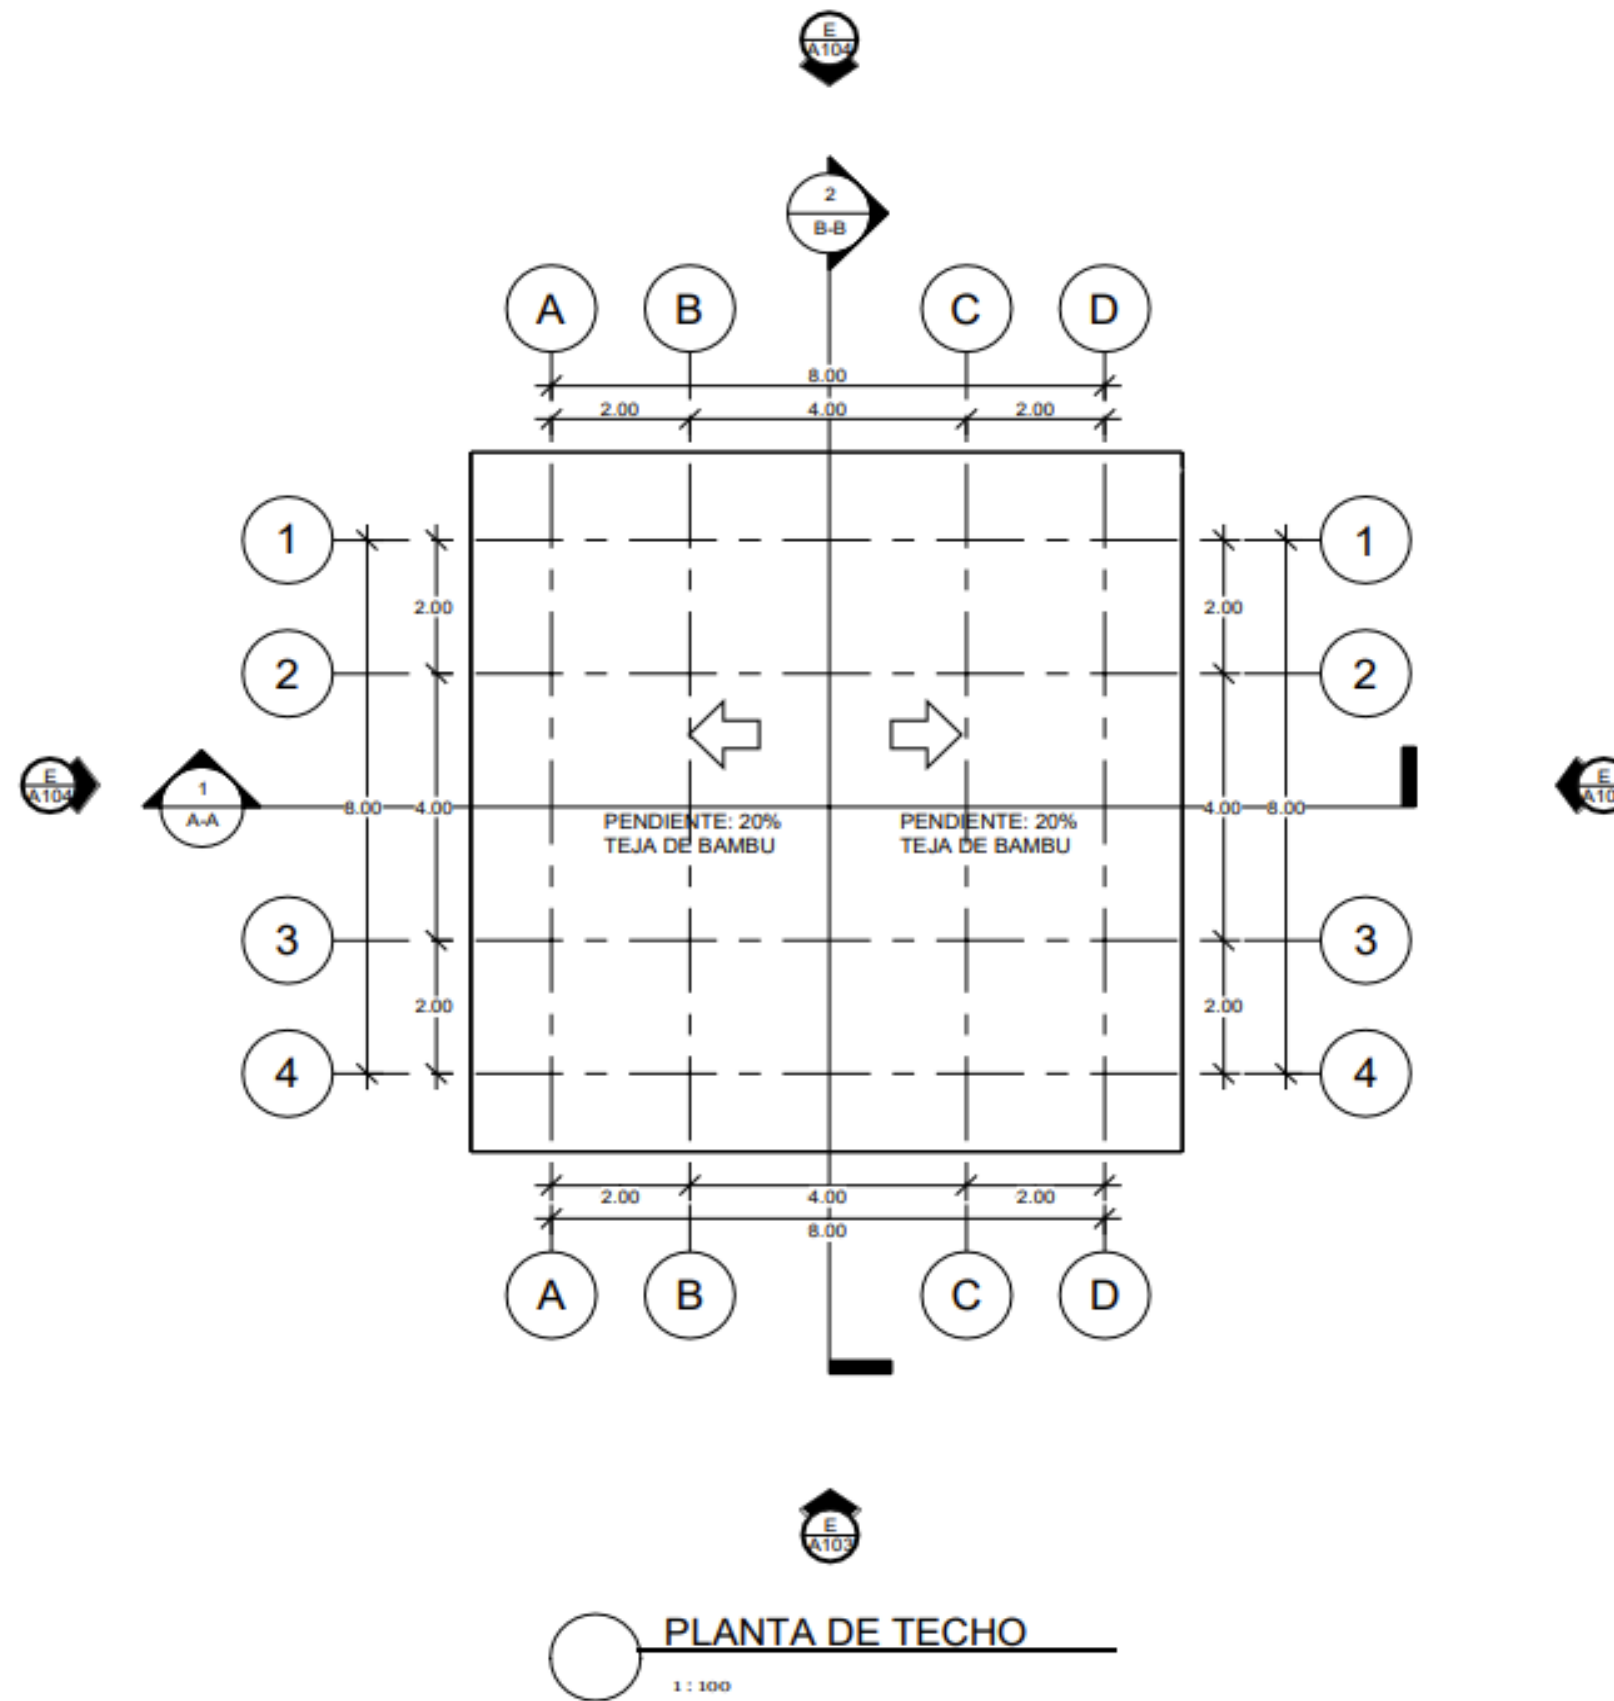 E
A104
2
B-B
A B C D
8.00
2.00 4.00 2.00
1 1
2.00 2.00
2 2
E
A104
1
A-A
8.00 4.00 4.00 8.00
E
PENDIENTE: 20% PENDIENTE: 20%
TEJA DE BAMBU TEJA DE BAMBU
3 3
2.00 2.00
4 4
2.00 4.00 2.00
8.00
A B C D
E
A103
PLANTA DE TECHO
1 : 100